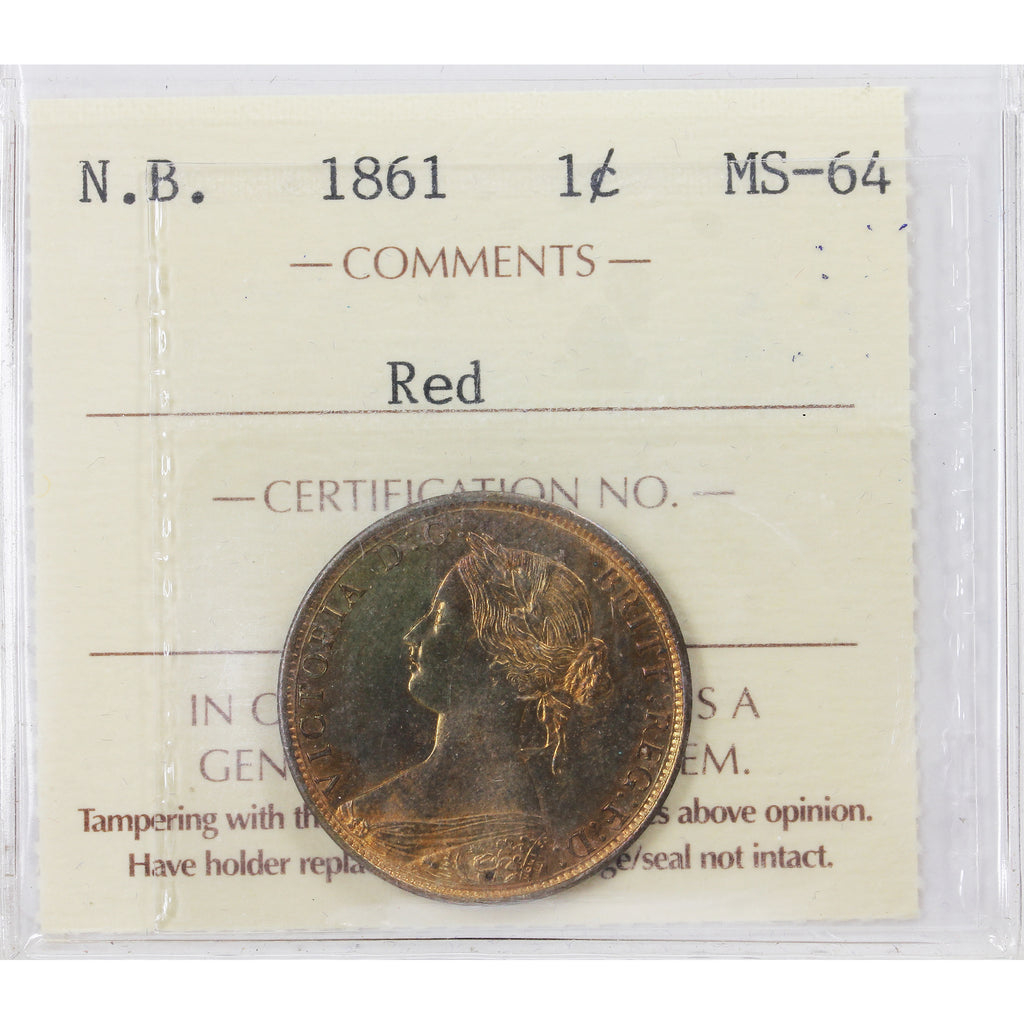 N.B. 1861 1¢ MS-64
— COMMENTS —
Red
— CERTIFICATION NO. —
VICTORIA D. G. BRITT. REG. F. D.
IN S A
GEN EM.
Tampering with th s above opinion.
Have holder repla ge/seal not intact.